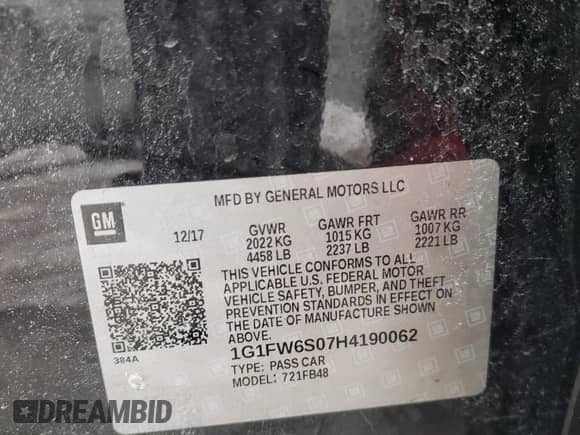 MFD BY GENERAL MOTORS LLC
GM
12/17 GVWR GAWR FRT GAWR RR
2022 KG 1015 KG 1007 KG
4458 LB 2237 LB 2221 LB
THIS VEHICLE CONFORMS TO ALL
APPLICABLE U.S. FEDERAL MOTOR
VEHICLE SAFETY, BUMPER, AND THEFT
PREVENTION STANDARDS IN EFFECT ON
THE DATE OF MANUFACTURE SHOWN
ABOVE.
384A
1G1FW6S07H4190062
TYPE: PASS CAR
MODEL: 721FB48
DREAMBID